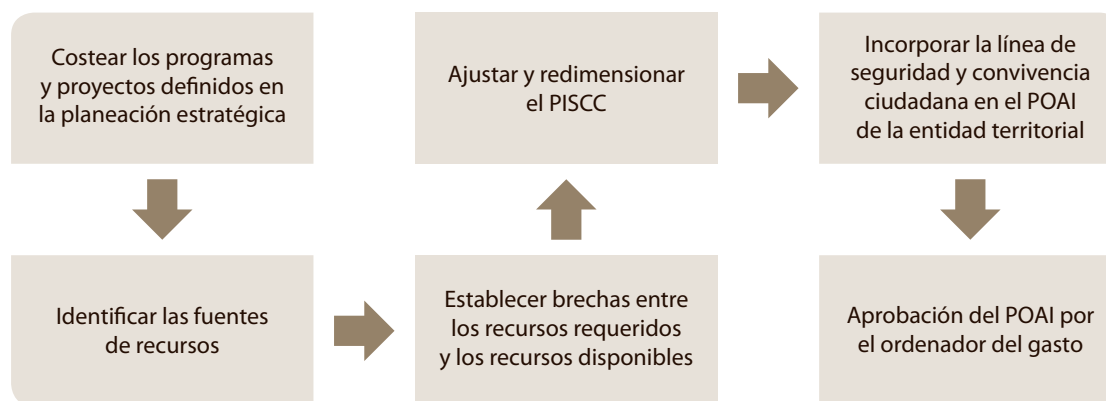 Costear los programas
y proyectos definidos en
la planeación estratégica
Identificar las fuentes
de recursos
Establecer brechas entre
los recursos requeridos
y los recursos disponibles
Ajustar y redimensionar
el PISCC
Incorporar la línea de
seguridad y convivencia
ciudadana en el POAI
de la entidad territorial
Aprobación del POAI por
el ordenador del gasto